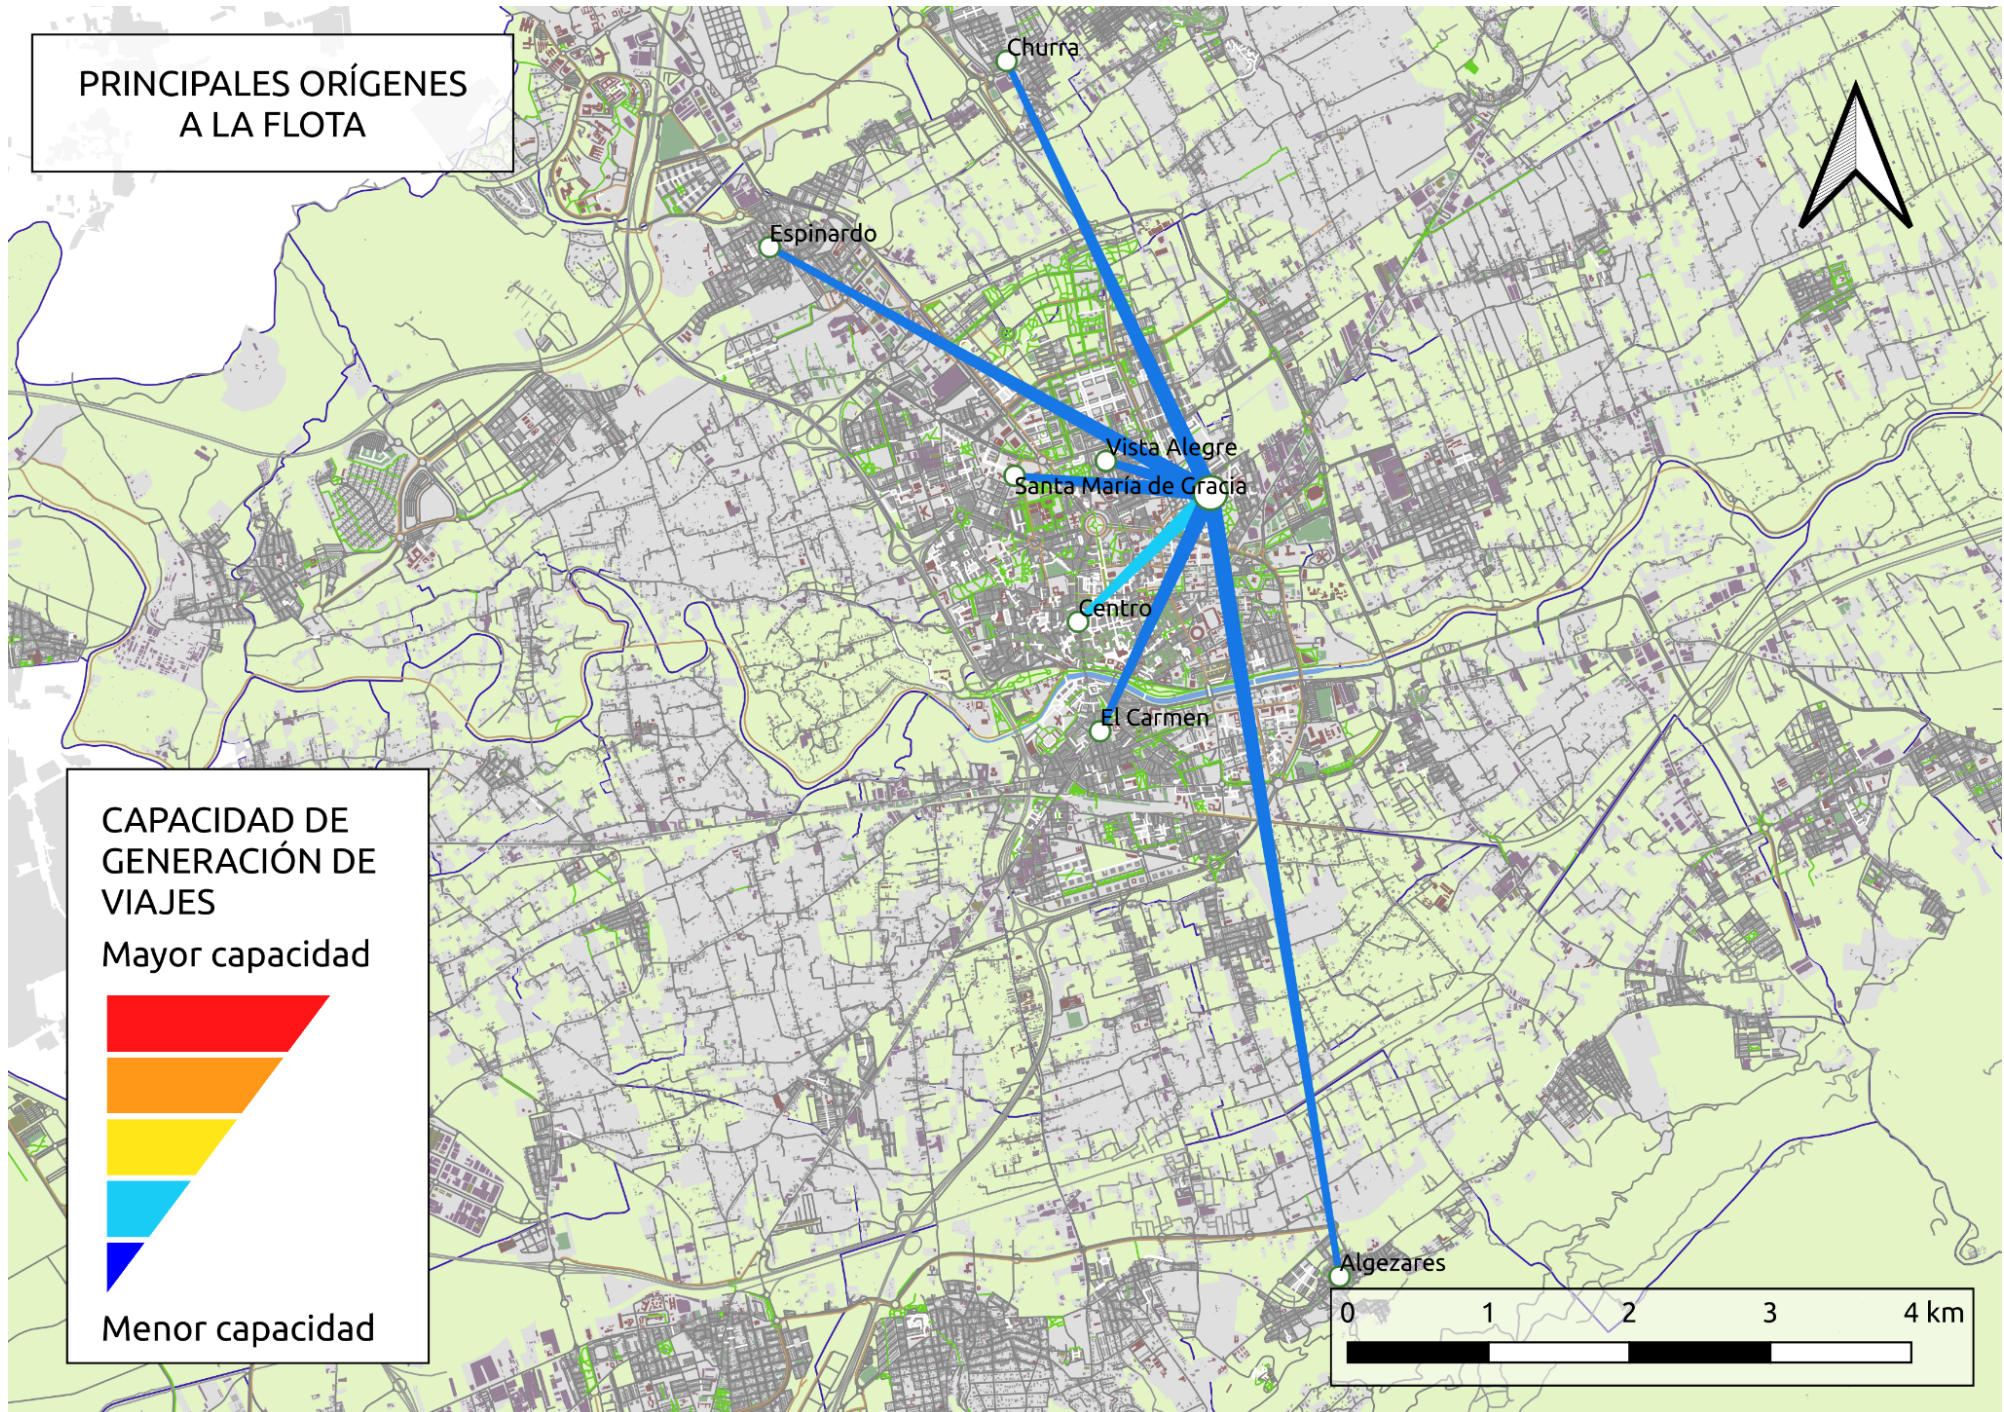 PRINCIPALES ORÍGENES
A LA FLOTA
Churra
Espinardo
Vista Alegre
Santa María de Gracia
Centro
El Carmen
CAPACIDAD DE
GENERACIÓN DE
VIAJES
Mayor capacidad
Menor capacidad
Algezares
0 1 2 3 4 km